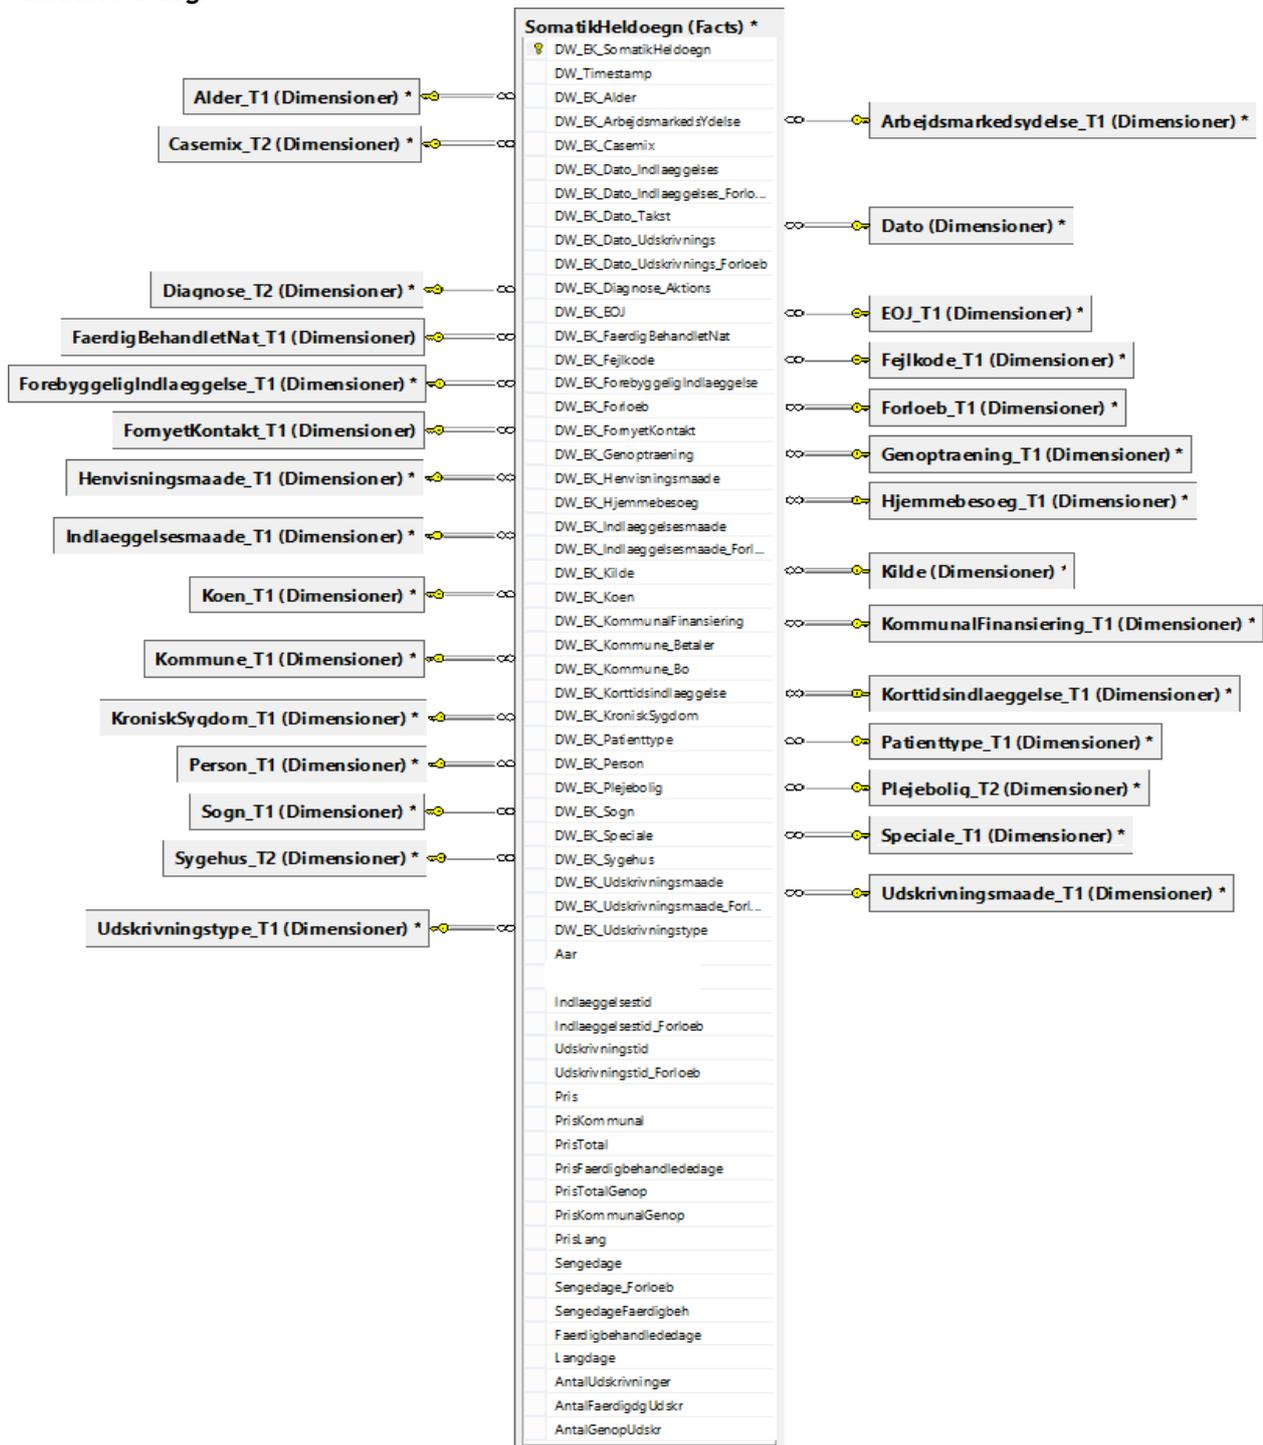 SomatikHeldoegn (Facts) *
DW_EK_SomatikHeldoegn
DW_Timestamp
DW_EK_Alder
DW_EK_ArbejdsmarkedsYdelse
DW_EK_Casemix
DW_EK_Dato_Indlaeggelses
DW_EK_Dato_Indlaeggelses_Forlo...
DW_EK_Dato_Takst
DW_EK_Dato_Udskrivnings
DW_EK_Dato_Udskrivnings_Forloeb
DW_EK_Diagnose_Aktions
DW_EK_EOJ
DW_EK_FaerdigBehandletNat
DW_EK_Fejlkode
DW_EK_ForebyggeligIndlaeggelse
DW_EK_Forloeb
DW_EK_FornyetKontakt
DW_EK_Genoptraening
DW_EK_Henvisningsmaade
DW_EK_Hjemmebesoeg
DW_EK_Indlaeggelsesmaade
DW_EK_Indlaeggelsesmaade_Forl...
DW_EK_Kilde
DW_EK_Koen
DW_EK_KommunalFinansiering
DW_EK_Kommune_Betaler
DW_EK_Kommune_Bo
DW_EK_Korttidsindlaeggelse
DW_EK_KroniskSygdom
DW_EK_Patienttype
DW_EK_Person
DW_EK_Plejebolig
DW_EK_Sogn
DW_EK_Speciale
DW_EK_Sygehus
DW_EK_Udskrivningsmaade
DW_EK_Udskrivningsmaade_Forl...
DW_EK_Udskrivningstype
Aar
Indlaeggelsestid
Indlaeggelsestid_Forloeb
Udskrivningstid
Udskrivningstid_Forloeb
Pris
PrisKommunal
PrisTotal
PrisFaerdigbehandlededage
PrisTotalGenop
PrisKommunalGenop
PrisLang
Sengedage
Sengedage_Forloeb
SengedageFaerdigbeh
Faerdigbehandlededage
Langdage
AntalUdskrivninger
AntalFaerdigdgUdskr
AntalGenopUdskr
Alder_T1 (Dimensioner) *
Casemix_T2 (Dimensioner) *
Diagnose_T2 (Dimensioner) *
FaerdigBehandletNat_T1 (Dimensioner)
ForebyggeligIndlaeggelse_T1 (Dimensioner) *
FornyetKontakt_T1 (Dimensioner)
Henvisningsmaade_T1 (Dimensioner) *
Indlaeggelsesmaade_T1 (Dimensioner) *
Koen_T1 (Dimensioner) *
Kommune_T1 (Dimensioner) *
KroniskSygdom_T1 (Dimensioner) *
Person_T1 (Dimensioner) *
Sogn_T1 (Dimensioner) *
Sygehus_T2 (Dimensioner) *
Udskrivningstype_T1 (Dimensioner) *
Arbejdsmarkedsydelse_T1 (Dimensioner) *
Dato (Dimensioner) *
EOJ_T1 (Dimensioner) *
Fejlkode_T1 (Dimensioner) *
Forloeb_T1 (Dimensioner) *
Genoptraening_T1 (Dimensioner) *
Hjemmebesoeg_T1 (Dimensioner) *
Kilde (Dimensioner) *
KommunalFinansiering_T1 (Dimensioner) *
Korttidsindlaeggelse_T1 (Dimensioner) *
Patienttype_T1 (Dimensioner) *
Plejebolig_T2 (Dimensioner) *
Speciale_T1 (Dimensioner) *
Udskrivningsmaade_T1 (Dimensioner) *